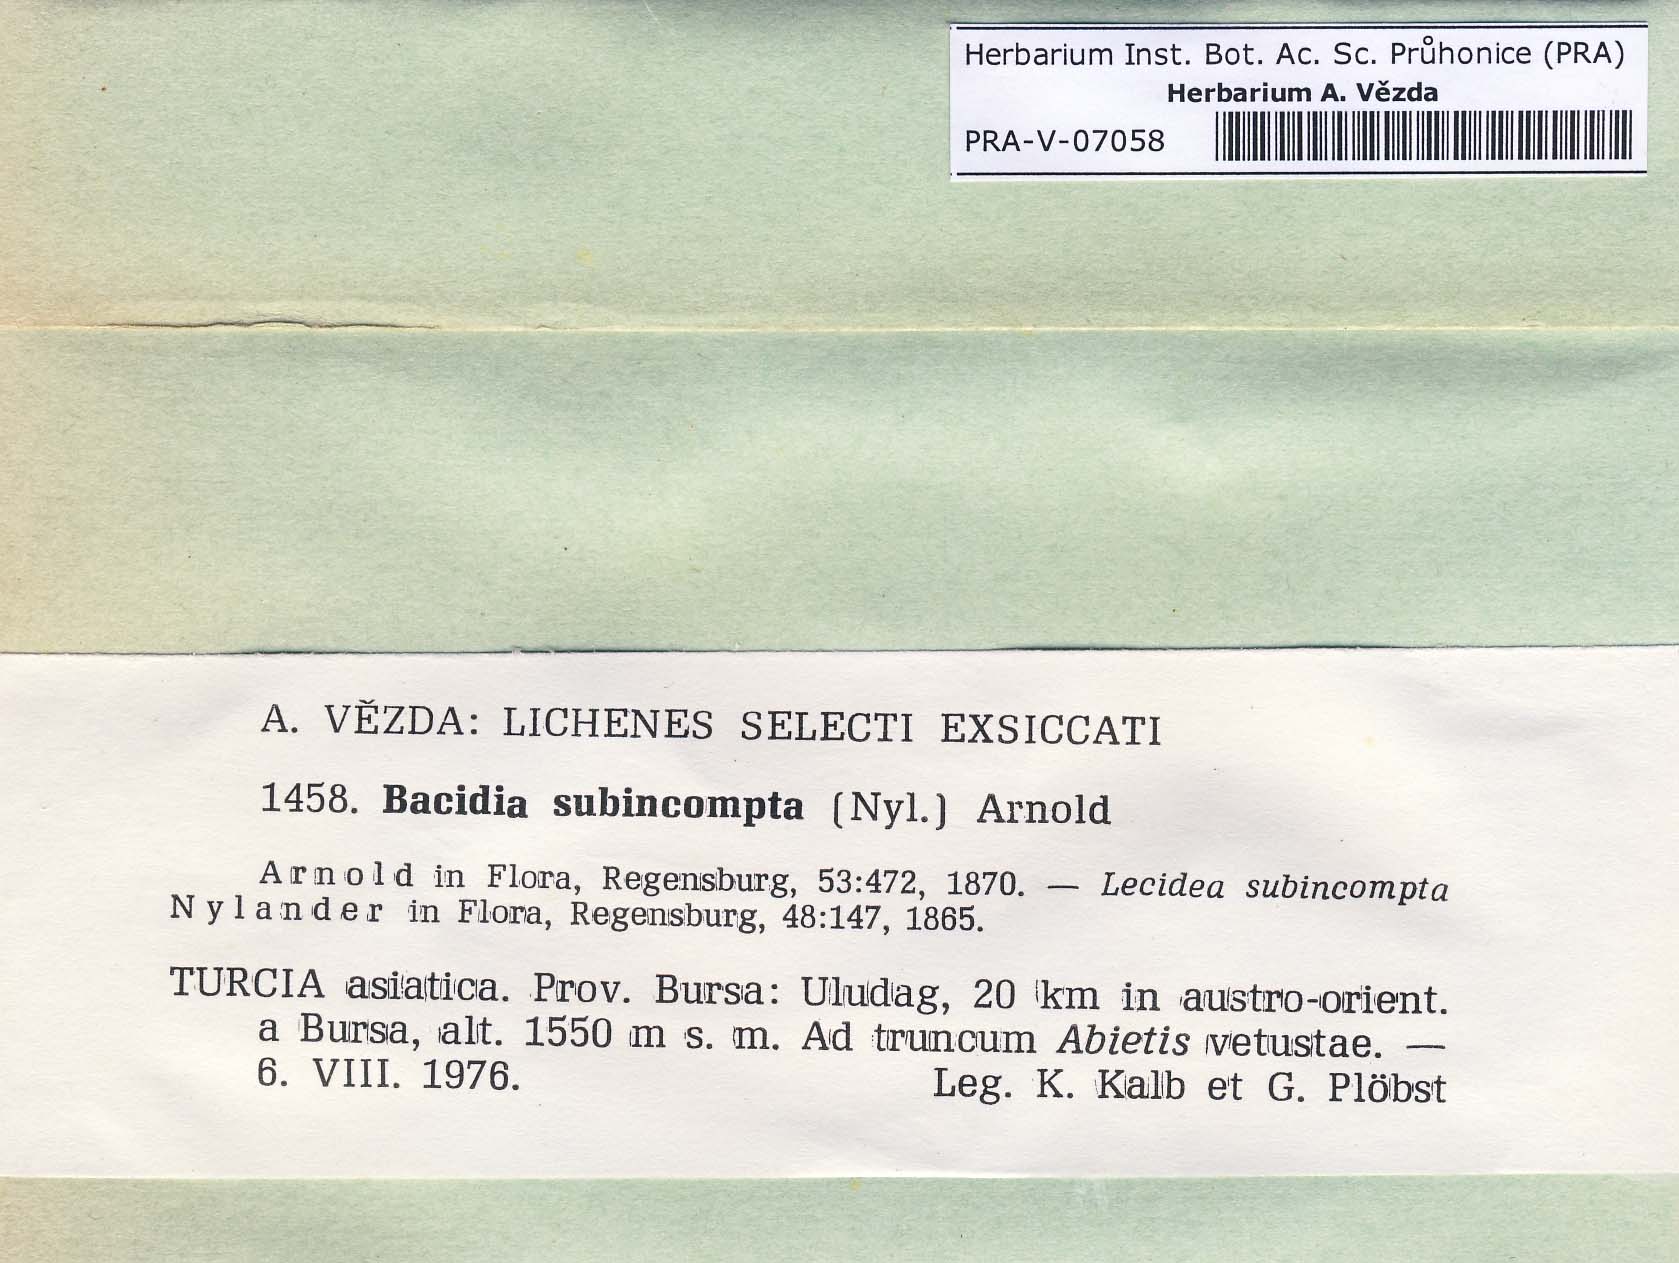 Herbarium Inst. Bot. Ac. Sc. Průhonice (PRA)
Herbarium A. Vězda
PRA-V-07058
A. VĚZDA: LICHENES SELECTI EXSICCATI
1458. Bacidia subincompta (Nyl.) Arnold
Arnold in Flora, Regensburg, 53:472, 1870. — Lecidea subincompta
Nylander in Flora, Regensburg, 48:147, 1865.
TURCIA asiatica. Prov. Bursa: Uludag, 20 km in austro-orient.
a Bursa, alt. 1550 m s. m. Ad truncum Abietis vetustae. —
6. VIII. 1976. Leg. K. Kalb et G. Plöbst